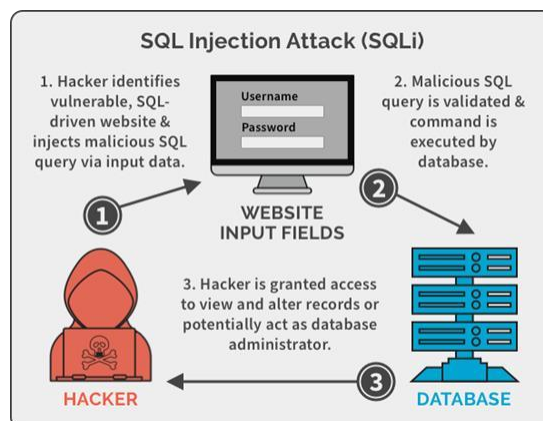 SQL Injection Attack (SQLi)
1. Hacker identifies
vulnerable, SQL-
driven website &
injects malicious SQL
query via input data.
Username
Password
2. Malicious SQL
query is validated &
command is
executed by
database.
1
2
WEBSITE
INPUT FIELDS
3. Hacker is granted access
to view and alter records or
potentially act as database
administrator.
3
HACKER
DATABASE